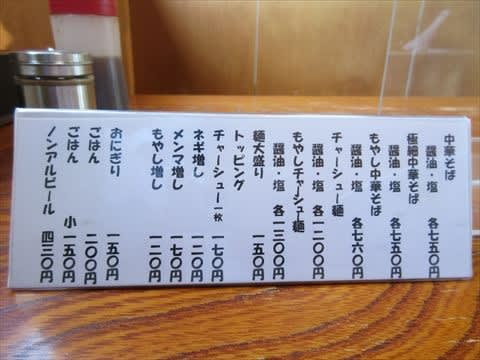 中華そば
醤油・塩 各七五〇円
極細中華そば
醤油・塩 各七五〇円
もやし中華そば
醤油・塩 各七六〇円
チャーシュー麺
醤油・塩 各一二〇〇円
もやしチャーシュー麺
醤油・塩 各一三〇〇円
麺大盛り 一五〇円
トッピング
チャーシュー一枚 一七〇円
ネギ増し 一二〇円
メンマ増し 一七〇円
もやし増し 一二〇円
おにぎり 一五〇円
ごはん 二〇〇円
ごはん 小 一五〇円
ノンアルビール 四三〇円